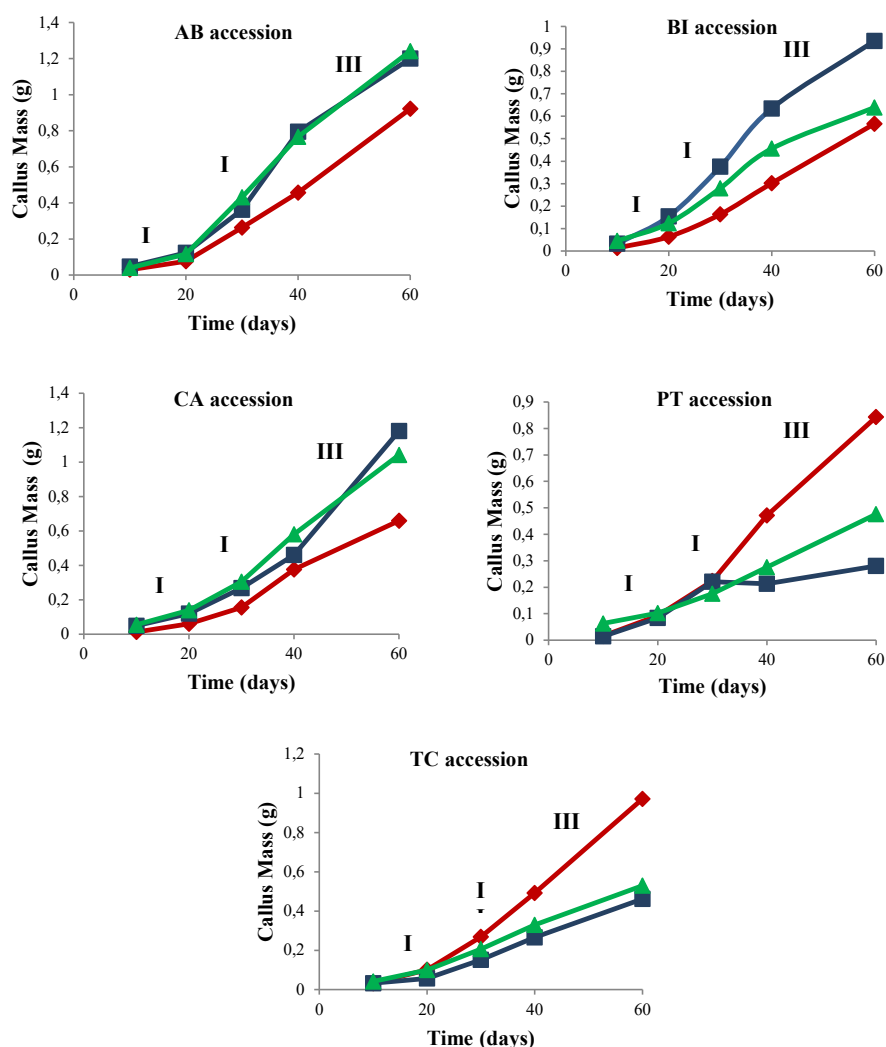 AB accession
Callus Mass (g)
1,4
1,2
1
0,8
0,6
0,4
0,2
0
I
I
III
0 20 40 60
Time (days)
BI accession
Callus Mass (g)
1
0,9
0,8
0,7
0,6
0,5
0,4
0,3
0,2
0,1
0
I
I
III
0 20 40 60
Time (days)
CA accession
Callus Mass (g)
1,4
1,2
1
0,8
0,6
0,4
0,2
0
I
I
III
0 20 40 60
Time (days)
PT accession
Callus Mass (g)
0,9
0,8
0,7
0,6
0,5
0,4
0,3
0,2
0,1
0
I
I
III
0 20 40 60
Time (days)
TC accession
Callus Mass (g)
1,2
1
0,8
0,6
0,4
0,2
0
I
I
III
0 20 40 60
Time (days)